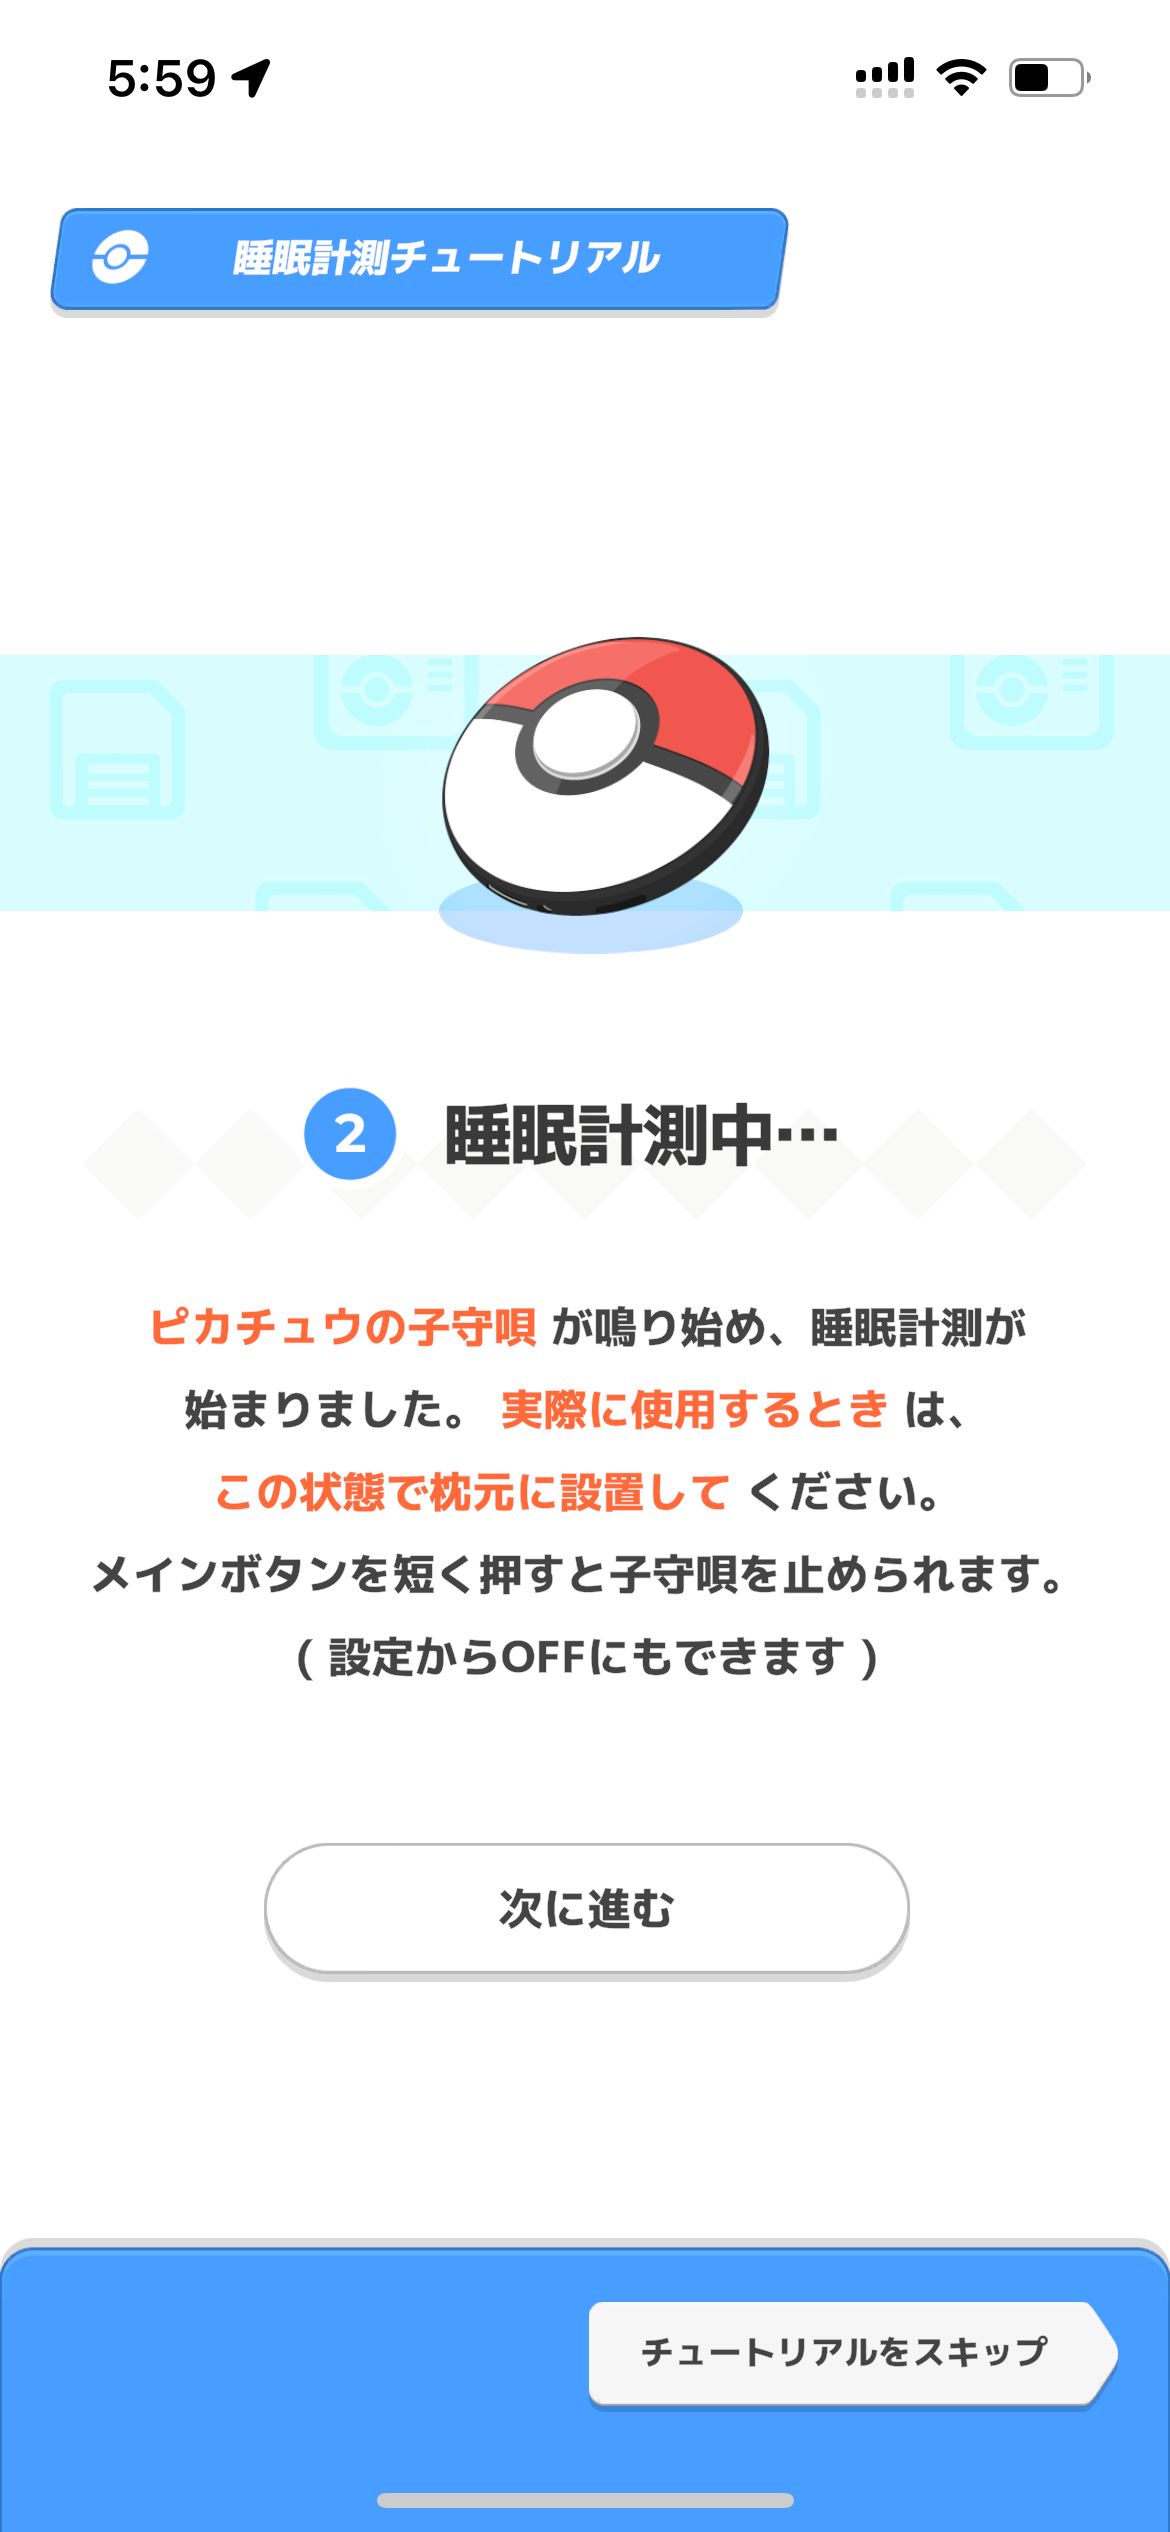 5:59
睡眠計測チュートリアル
2 睡眠計測中…
ピカチュウの子守唄 が鳴り始め、睡眠計測が
始まりました。 実際に使用するとき は、
この状態で枕元に設置して ください。
メインボタンを短く押すと子守唄を止められます。
( 設定からOFFにもできます )
次に進む
チュートリアルをスキップ